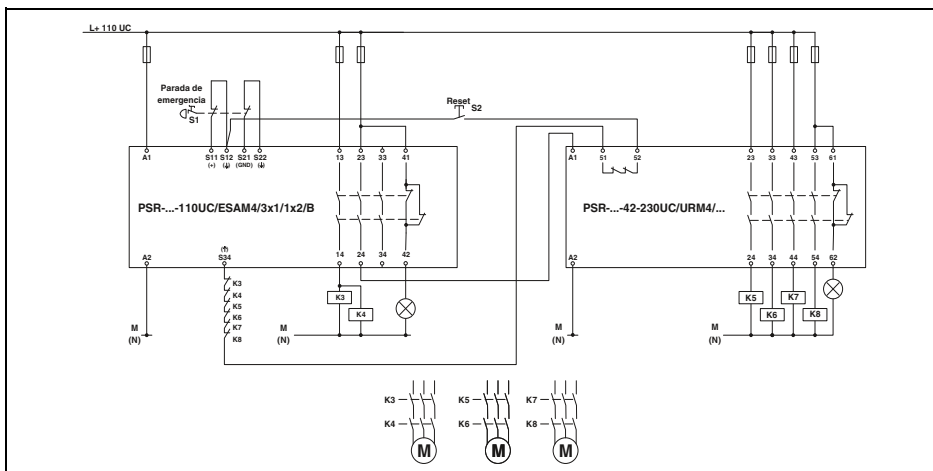 L+ 110 UC
Parada de
emergencia
S1
Reset
S2
A1 S11 S12 S21 S22 13 23 33 41
(+) (⏚) (GND) (⏚)
A1 51 52 23 33 43 53 61
PSR-...-110UC/ESAM4/3x1/1x2/B
PSR-...-42-230UC/URM4/...
A2 S34 14 24 34 42
A2 24 34 44 54 62
K3
K4
K5
K6
K7
K8
K3
K4
K5
K6
K7
K8
M
(N)
M
(N)
M
(N)
M
(N)
K3
K4
M
K5
K6
M
K7
K8
M